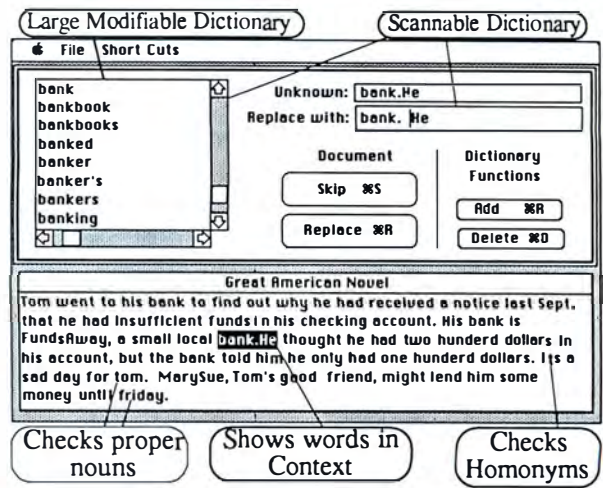 Large Modifiable Dictionary
Scannable Dictionary
File Short Cuts
bank
bankbook
bankbooks
banked
banker
banker's
bankers
banking
Unknown: bank.He
Replace with: bank. He
Document
Skip ⌘S
Replace ⌘R
Dictionary
Functions
Add ⌘A
Delete ⌘D
Great American Novel
Tom went to his bank to find out why he had received a notice last Sept.
that he had insufficient funds in his checking account. His bank is
FundsAway, a small local bank.He thought he had two hunderd dollars in
his account, but the bank told him he only had one hunderd dollars. Its a
sad day for tom. MarySue, Tom's good friend, might lend him some
money until friday.
Checks proper
nouns
Shows words in
Context
Checks
Homonyms